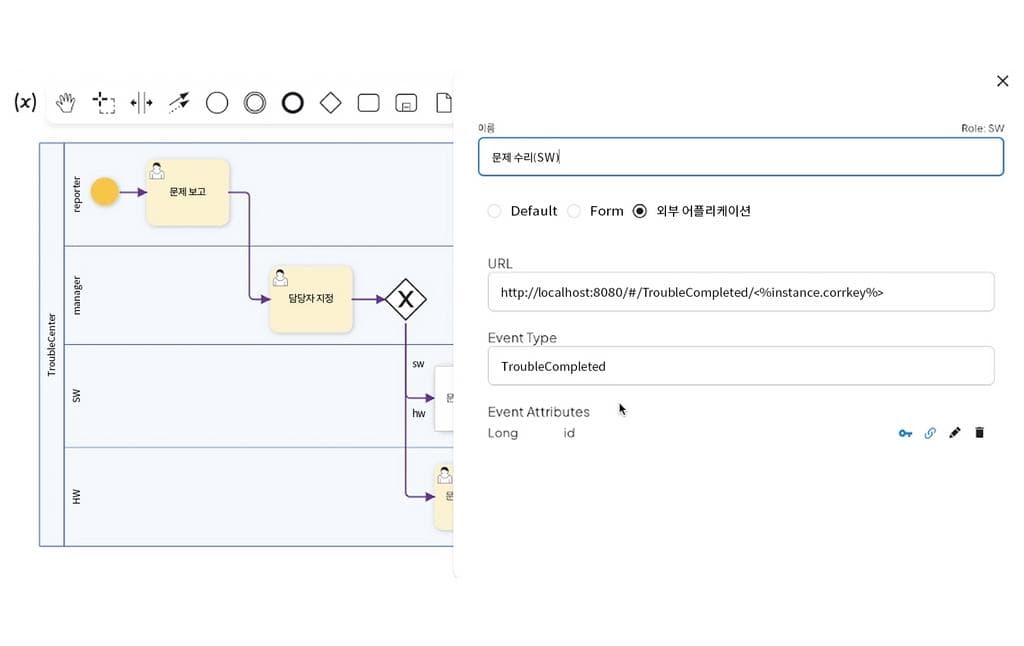 (x)
TroubleCenter
reporter
문제 보고
manager
담당자 지정
X
SW
sw
hw
문
HW
문
이름
Role: SW
문제 수리(SW)
Default
Form
외부 어플리케이션
URL
http://localhost:8080/#/TroubleCompleted/<%instance.corrkey%>
Event Type
TroubleCompleted
Event Attributes
Long id